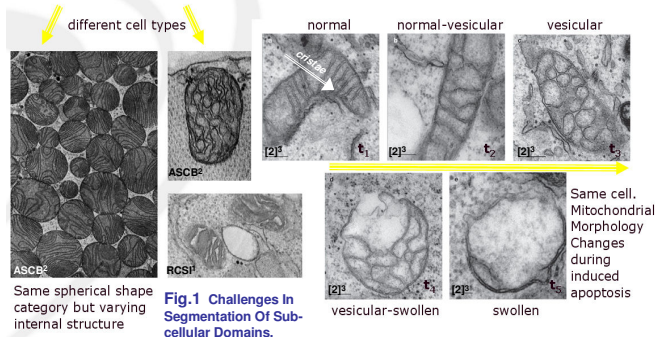 different cell types
normal
normal-vesicular
vesicular
cristae
[2]³
t₁
[2]³
t₂
[2]³
t₃
ASCB²
ASCB²
RCSI¹
[2]³
t₄
[2]³
t₅
vesicular-swollen
swollen
Same cell.
Mitochondrial
Morphology
Changes
during
induced
apoptosis
Same spherical shape
category but varying
internal structure
Fig.1 Challenges In
Segmentation Of Sub-
cellular Domains.